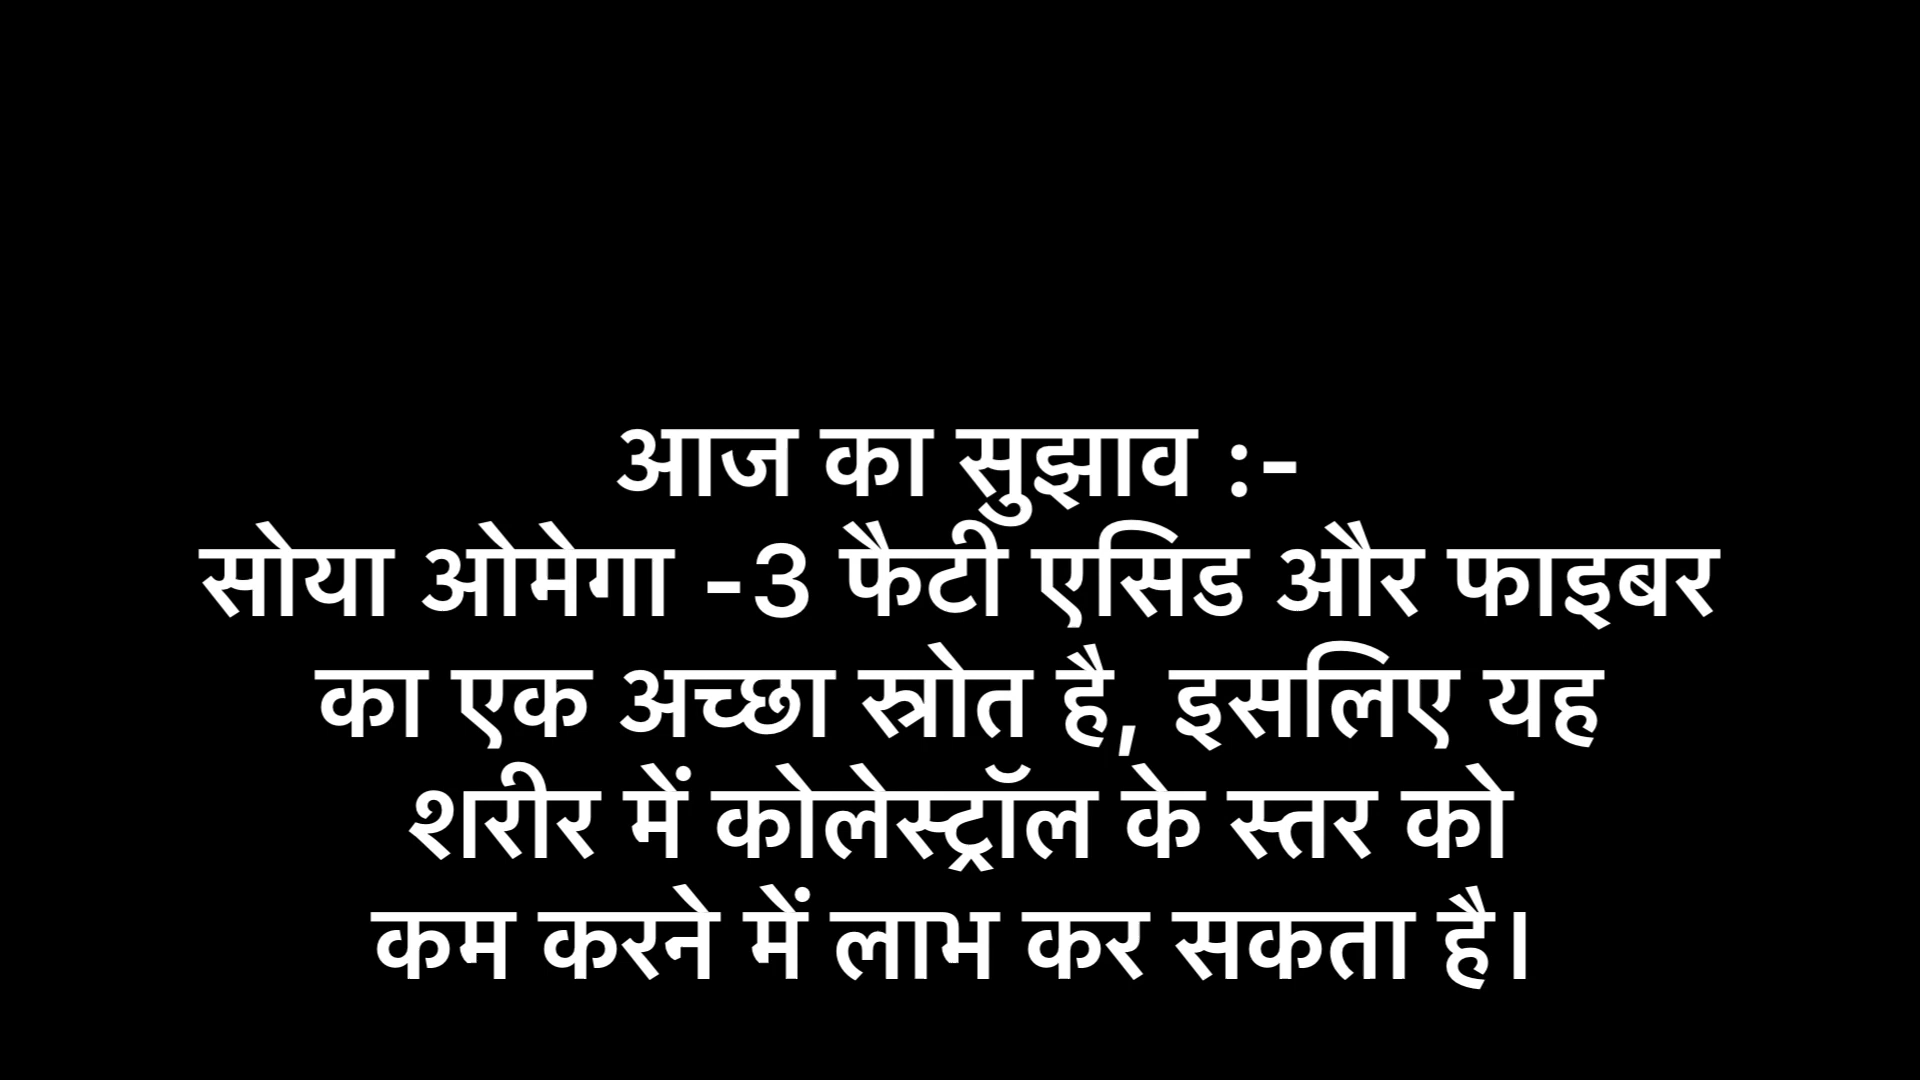 आज का सुझाव :-
सोया ओमेगा -3 फैटी एसिड और फाइबर
का एक अच्छा स्रोत है, इसलिए यह
शरीर में कोलेस्ट्रॉल के स्तर को
कम करने में लाभ कर सकता है।